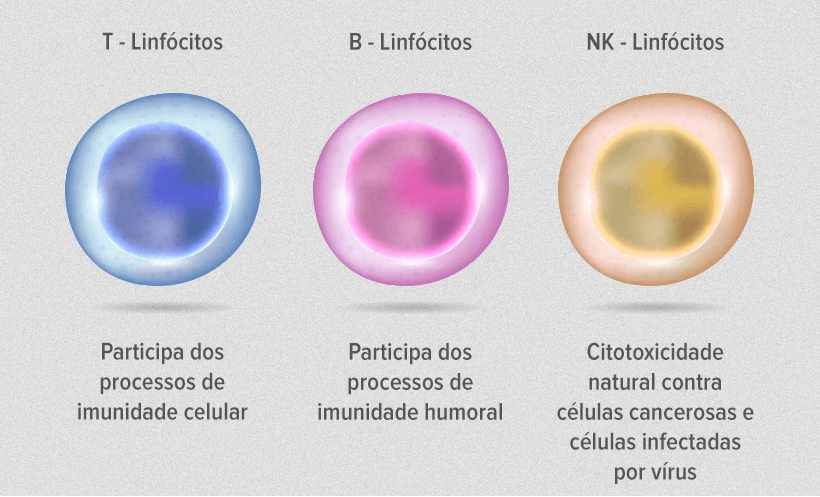 T - Linfócitos
B - Linfócitos
NK - Linfócitos
Participa dos
processos de
imunidade celular
Participa dos
processos de
imunidade humoral
Citotoxicidade
natural contra
células cancerosas e
células infectadas
por vírus